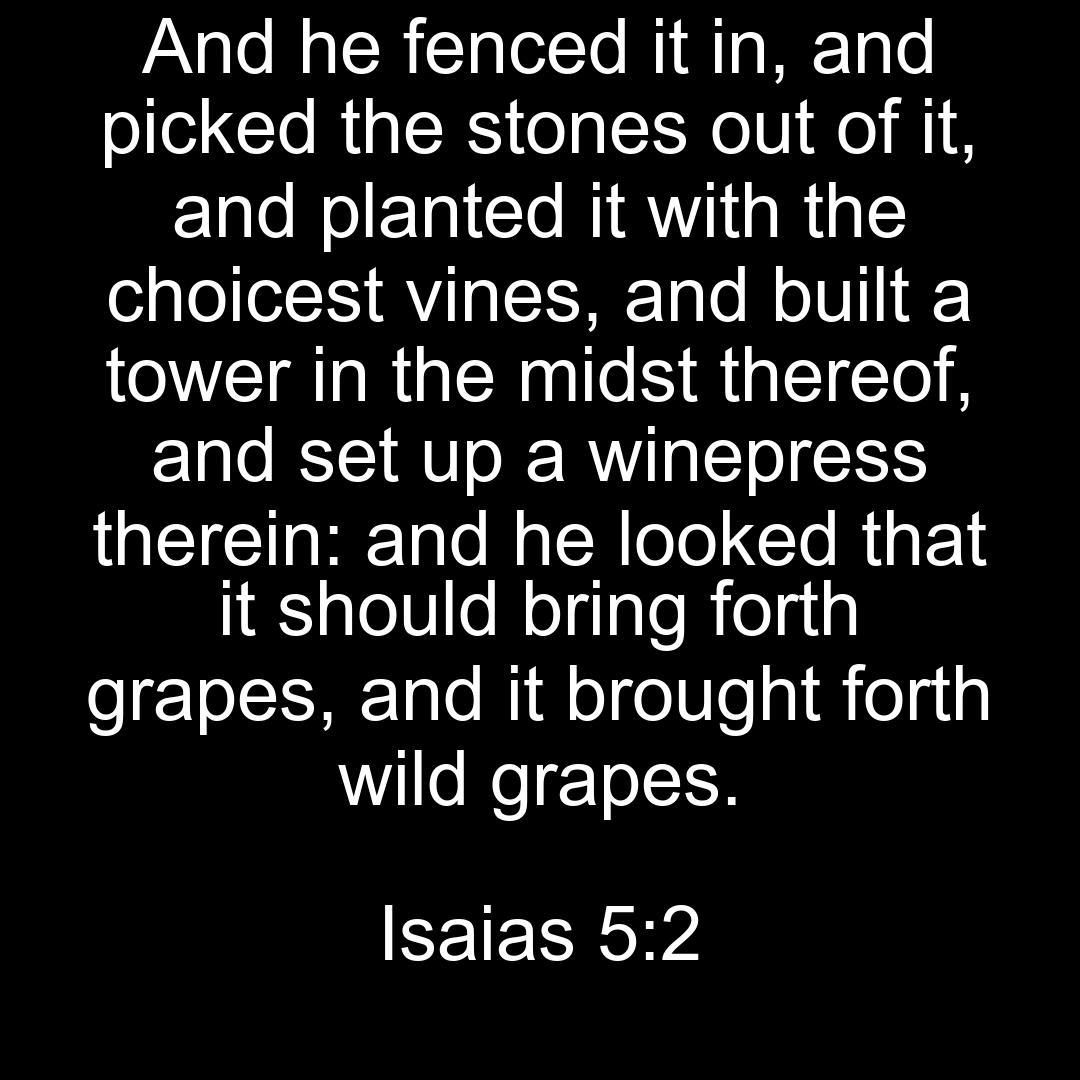 And he fenced it in, and
picked the stones out of it,
and planted it with the
choicest vines, and built a
tower in the midst thereof,
and set up a winepress
therein: and he looked that
it should bring forth
grapes, and it brought forth
wild grapes.
Isaias 5:2